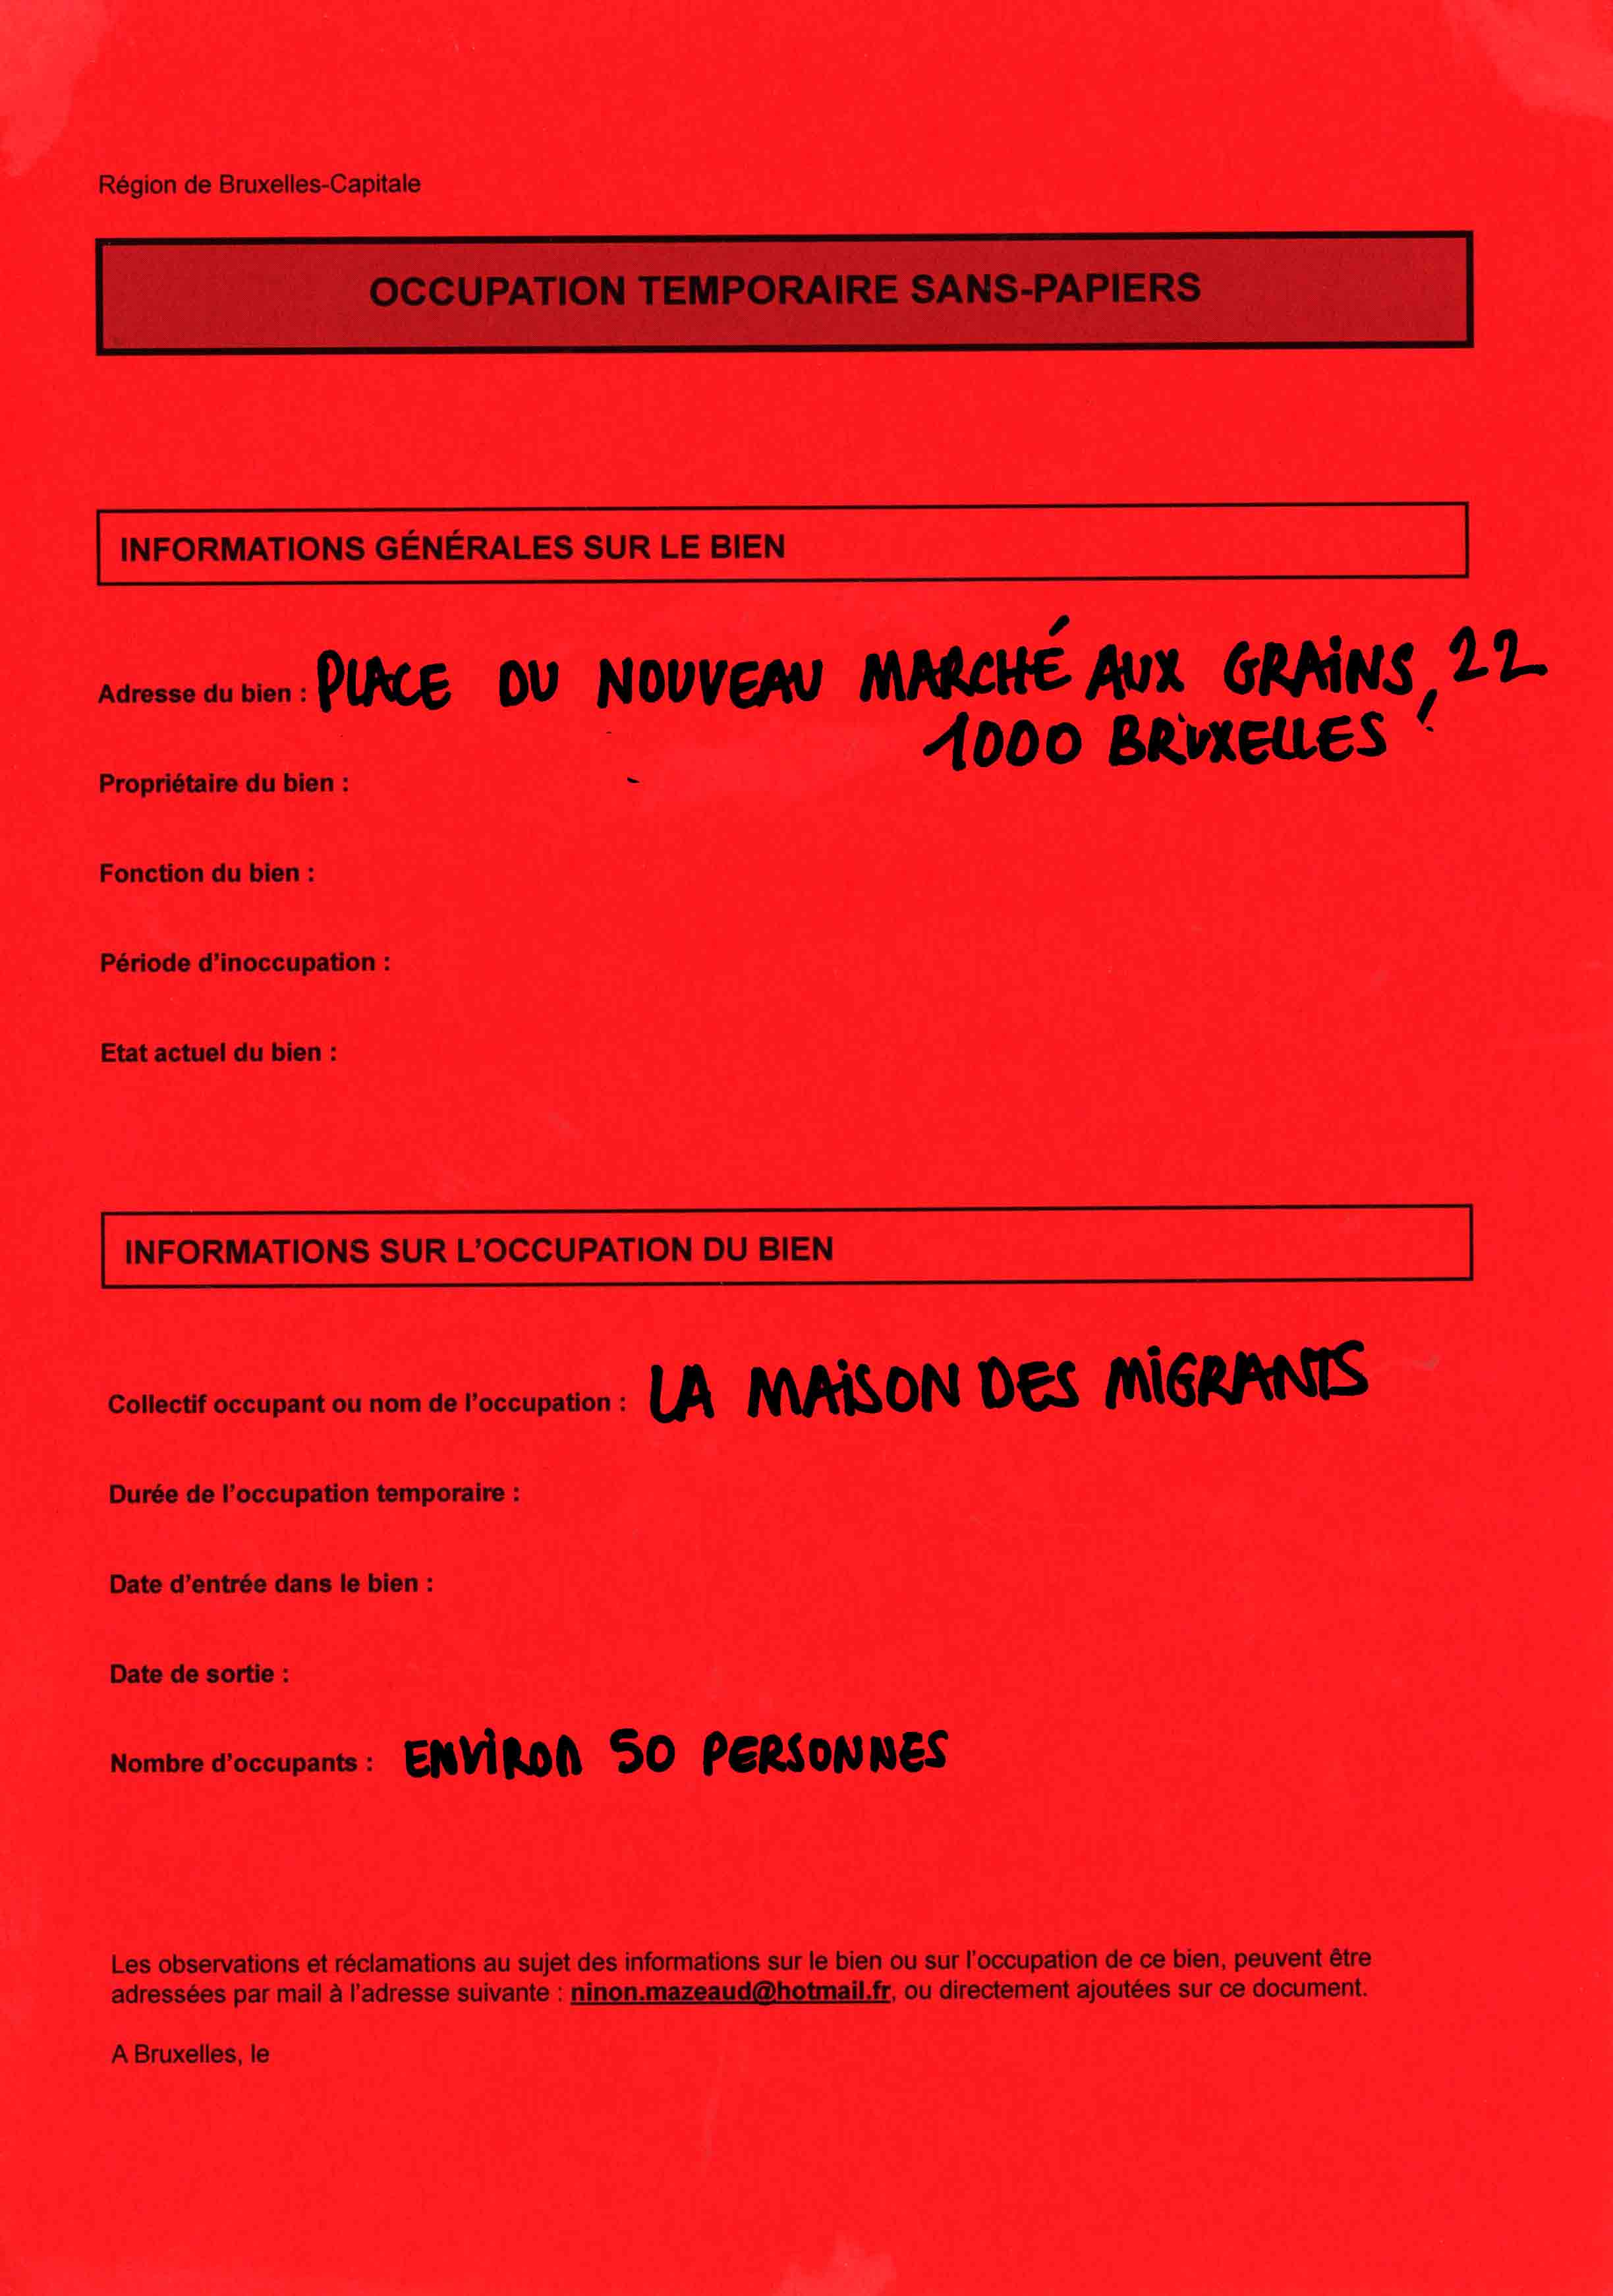 Région de Bruxelles-Capitale
OCCUPATION TEMPORAIRE SANS-PAPIERS
INFORMATIONS GÉNÉRALES SUR LE BIEN
Adresse du bien : PLACE DU NOUVEAU MARCHÉ AUX GRAINS, 22
1000 BRUXELLES
Propriétaire du bien :
Fonction du bien :
Période d'inoccupation :
Etat actuel du bien :
INFORMATIONS SUR L'OCCUPATION DU BIEN
Collectif occupant ou nom de l'occupation : LA MAISON DES MIGRANTS
Durée de l'occupation temporaire :
Date d'entrée dans le bien :
Date de sortie :
Nombre d'occupants : ENVIRON 50 PERSONNES
Les observations et réclamations au sujet des informations sur le bien ou sur l'occupation de ce bien, peuvent être
adressées par mail à l'adresse suivante : ninon.mazeaud@hotmail.fr, ou directement ajoutées sur ce document.
A Bruxelles, le